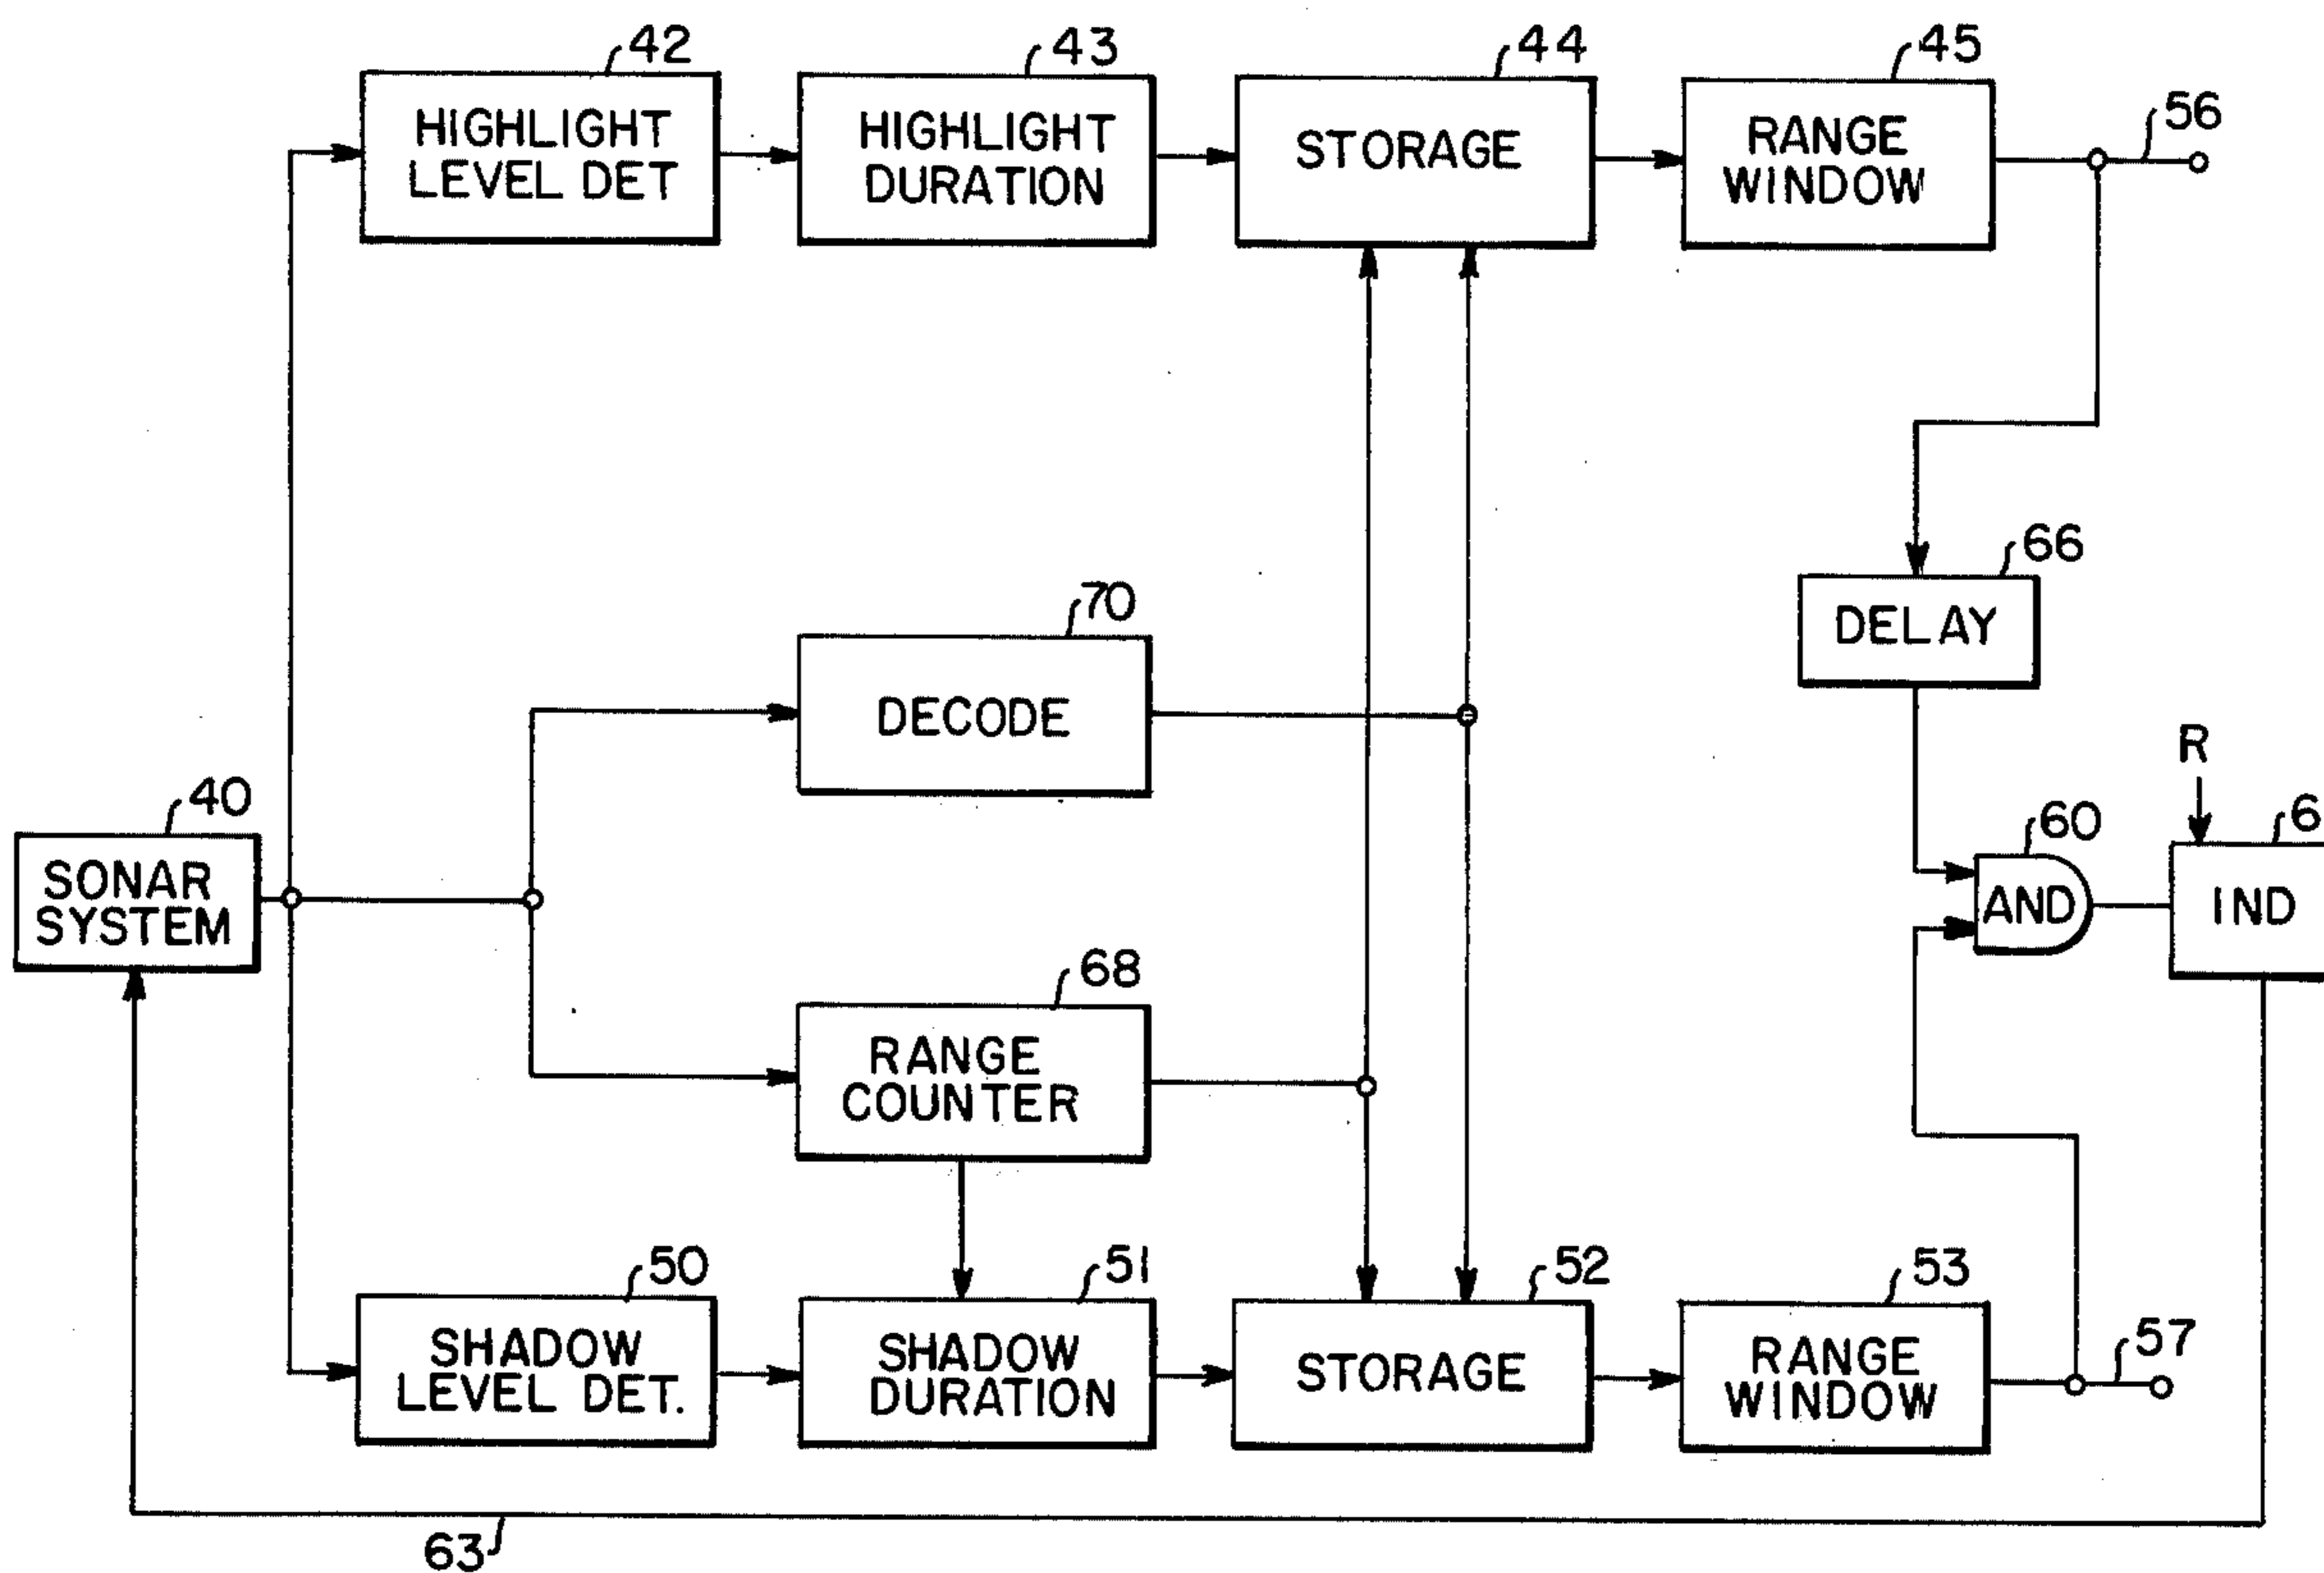 42
43
44
45
HIGHLIGHT
LEVEL DET
HIGHLIGHT
DURATION
STORAGE
RANGE
WINDOW
56
66
DELAY
70
DECODE
R
40
SONAR
SYSTEM
60
AND
6
IND
68
RANGE
COUNTER
50
SHADOW
LEVEL DET.
51
SHADOW
DURATION
52
STORAGE
53
RANGE
WINDOW
57
63